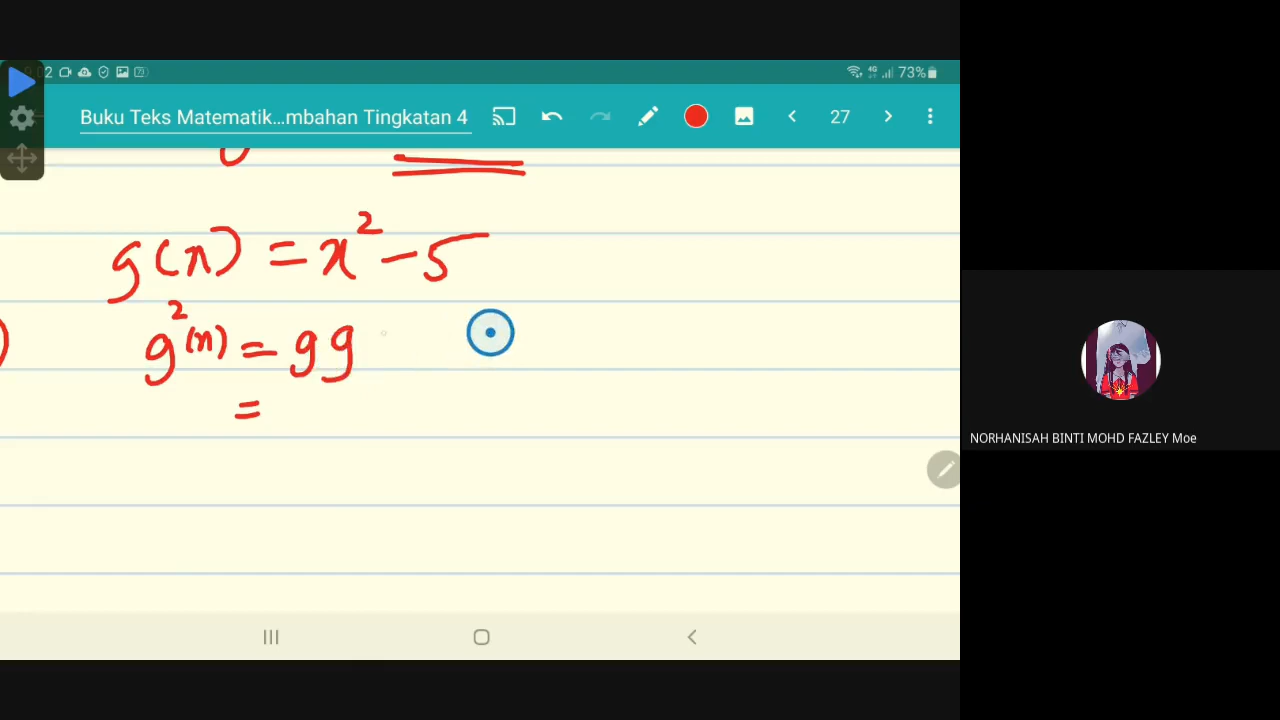 73%
Buku Teks Matematik...mbahan Tingkatan 4
27
g(x) = x² - 5
g²(x) = gg
=
NORHANISAH BINTI MOHD FAZLEY Moe